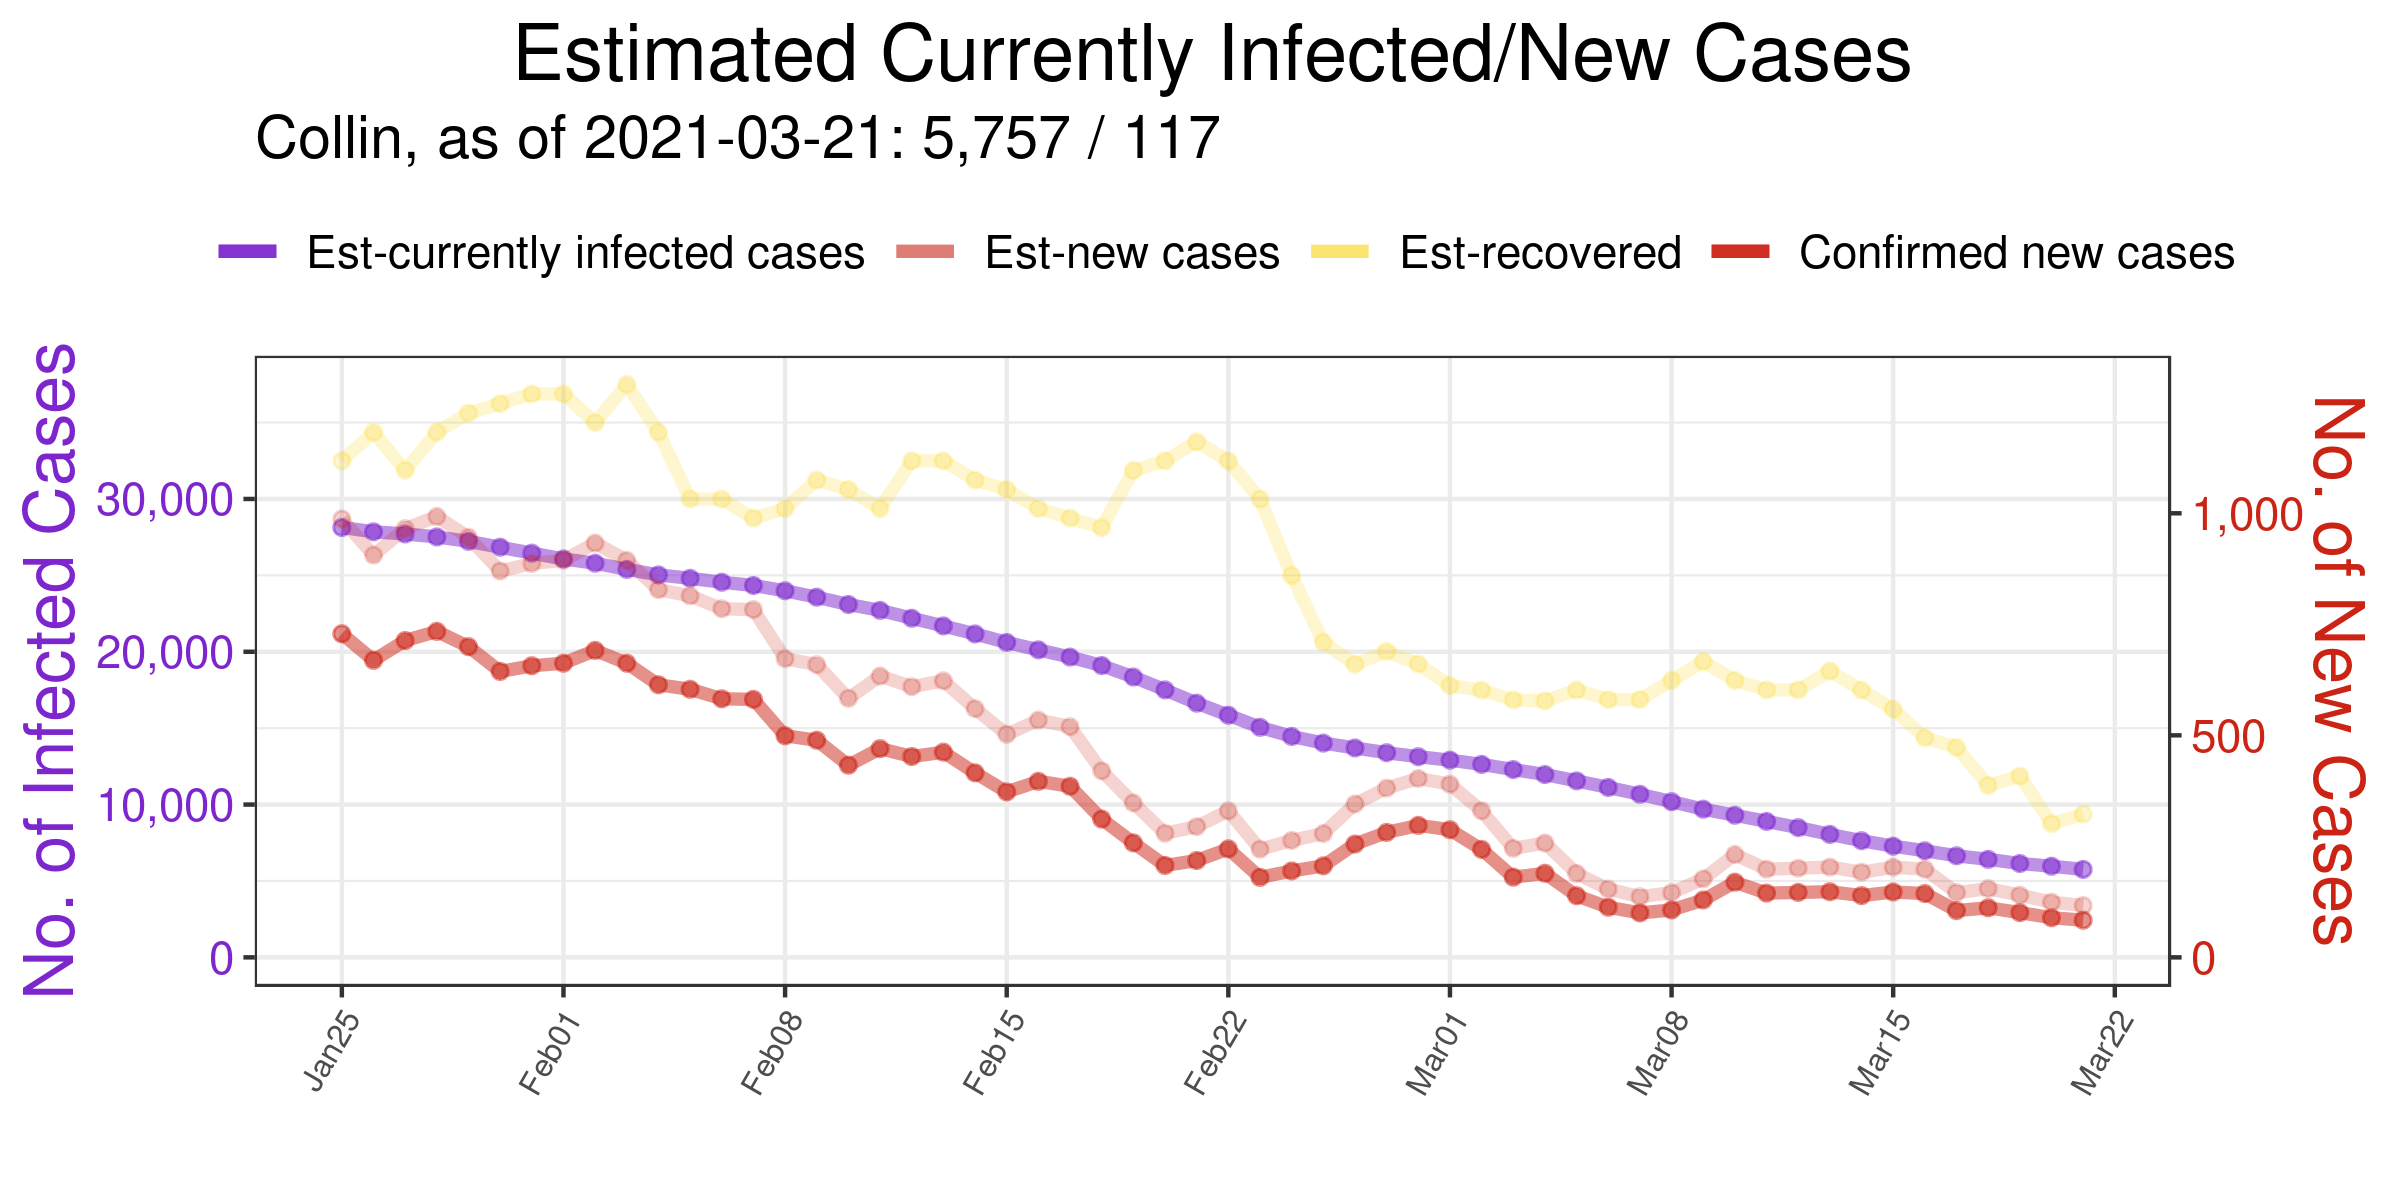 Estimated Currently Infected/New Cases
Collin, as of 2021-03-21: 5,757 / 117
Est-currently infected cases Est-new cases Est-recovered Confirmed new cases
No. of Infected Cases
30,000
20,000
10,000
0
1,000
500
0
No. of New Cases
Jan25 Feb01 Feb08 Feb15 Feb22 Mar01 Mar08 Mar15 Mar22